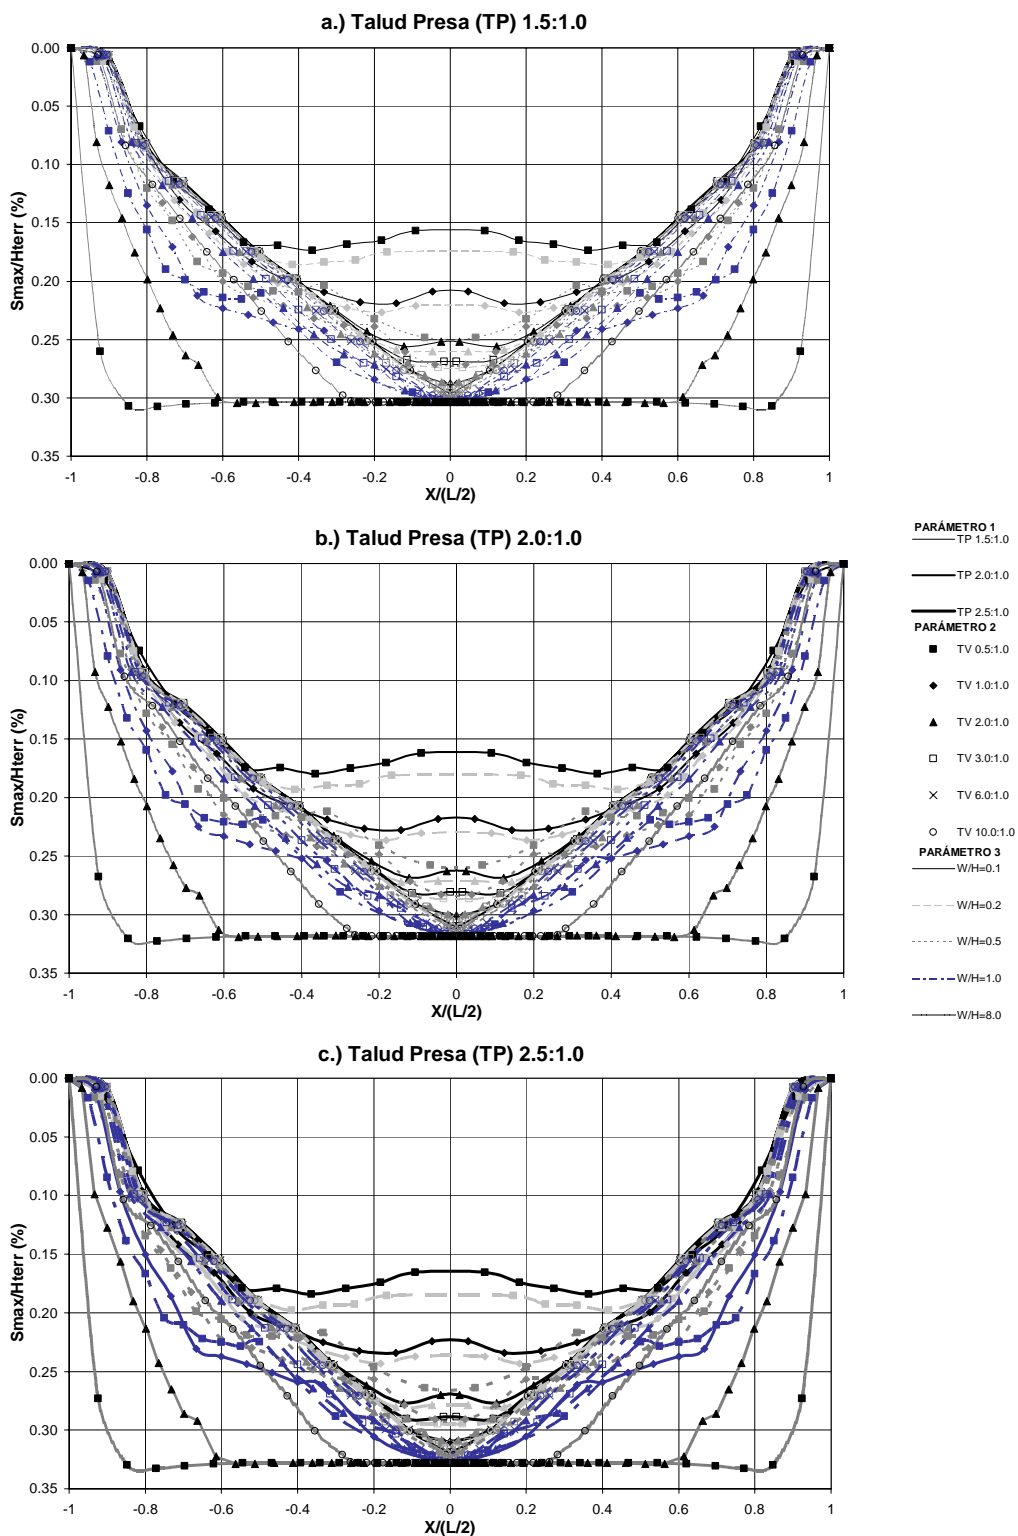 a.) Talud Presa (TP) 1.5:1.0
0.00
0.05
0.10
0.15
0.20
0.25
0.30
0.35
-1 -0.8 -0.6 -0.4 -0.2 0 0.2 0.4 0.6 0.8 1
X/(L/2)
Smax/Hterr (%)
b.) Talud Presa (TP) 2.0:1.0
0.00
0.05
0.10
0.15
0.20
0.25
0.30
0.35
-1 -0.8 -0.6 -0.4 -0.2 0 0.2 0.4 0.6 0.8 1
X/(L/2)
Smax/Hterr (%)
PARÁMETRO 1
TP 1.5:1.0
TP 2.0:1.0
TP 2.5:1.0
PARÁMETRO 2
TV 0.5:1.0
TV 1.0:1.0
TV 2.0:1.0
TV 3.0:1.0
TV 6.0:1.0
TV 10.0:1.0
PARÁMETRO 3
W/H=0.1
W/H=0.2
W/H=0.5
W/H=1.0
W/H=8.0
c.) Talud Presa (TP) 2.5:1.0
0.00
0.05
0.10
0.15
0.20
0.25
0.30
0.35
-1 -0.8 -0.6 -0.4 -0.2 0 0.2 0.4 0.6 0.8 1
X/(L/2)
Smax/Hterr (%)